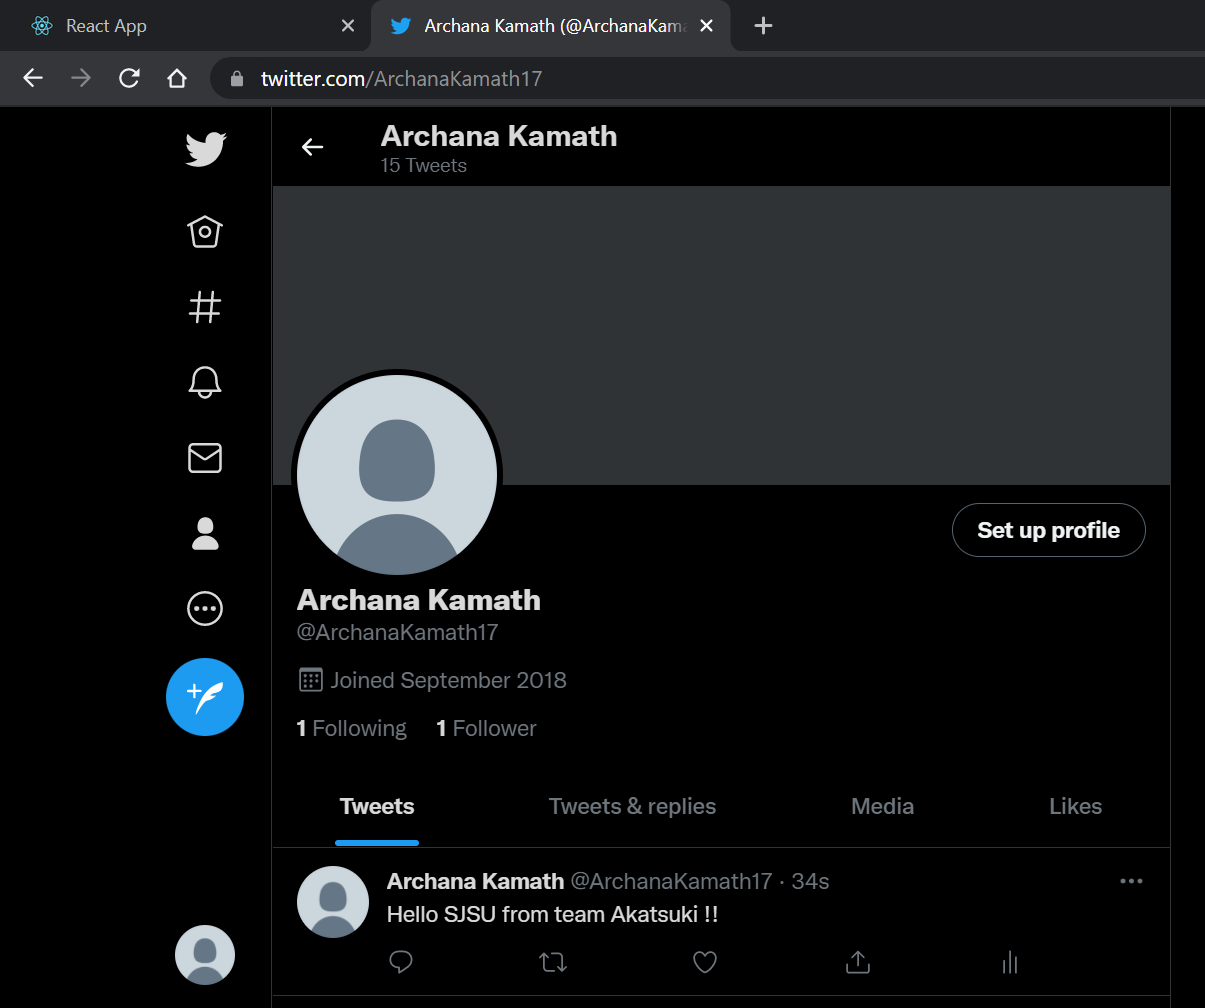 React App
Archana Kamath (@ArchanaKam
twitter.com/ArchanaKamath17
Archana Kamath
15 Tweets
Set up profile
Archana Kamath
@ArchanaKamath17
Joined September 2018
1 Following 1 Follower
Tweets Tweets & replies Media Likes
Archana Kamath @ArchanaKamath17 · 34s
Hello SJSU from team Akatsuki !!